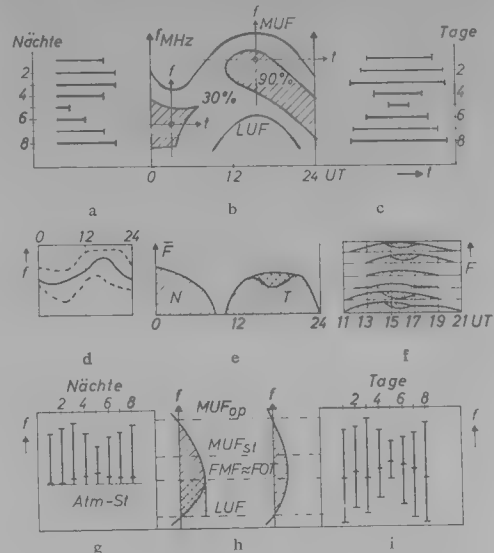 Nächte
2
4
6
8
a
f MHz
f
MUF
t
90%
30%
f
t
LUF
0
12
24 UT
b
Tage
2
4
6
8
t
c
0 12 24
f
d
F̅
N
T
0
12
24
e
F
11 13 15 17 19 21 UT
f
Nächte
2 4 6 8
f
Atm-St
g
f
f
MUFop
MUFst
FMF≈FOT
LUF
h
Tage
2 4 6 8
f
i